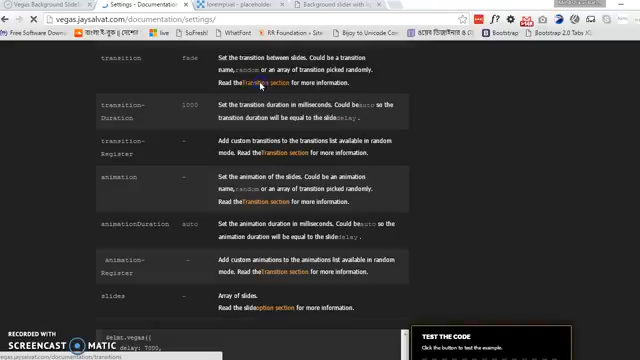 Vegas Background SlideS
Settings - Documentation
lorempixel - placeholder
Background slider with
vegas.jaysalvat.com/documentation/settings/
Free Software Down
বাংলা ই-বুক
list
SoFresh
Dribbble
Wrapbootstrap
Bijoy to Unicode Con
ওয়েব ডিজাইনার
Bootstrap
Bootstrap 2.0 Tabs
transition
fade
Set the transition between slides. Could be a transition
name, random or an array of transition picked randomly.
Read the Transition section for more information.
transition-
Duration
1000
Set the transition duration in milliseconds. Could be auto so the
transition duration will be equal to the slide delay .
transition-
Register
-
Add custom transitions to the transitions list available in random
mode. Read the Transition section for more information.
animation
-
Set the animation of the slides. Could be an animation
name, random or an array of transition picked randomly.
Read the Transition section for more information.
animationDuration
auto
Set the animation duration in milliseconds. Could be auto so the
animation duration will be equal to the slide delay .
animation-
Register
-
Add custom animations to the animations list available in random
mode. Read the Transition section for more information.
slides
-
Array of slides.
Read the slide option section for more information.
$elmt.vegas({
delay: 7000,
TEST THE CODE
Click the button to test the example.
RECORDED WITH
SCREENCAST MATIC
vegas.jaysalvat.com/documentation/transitions